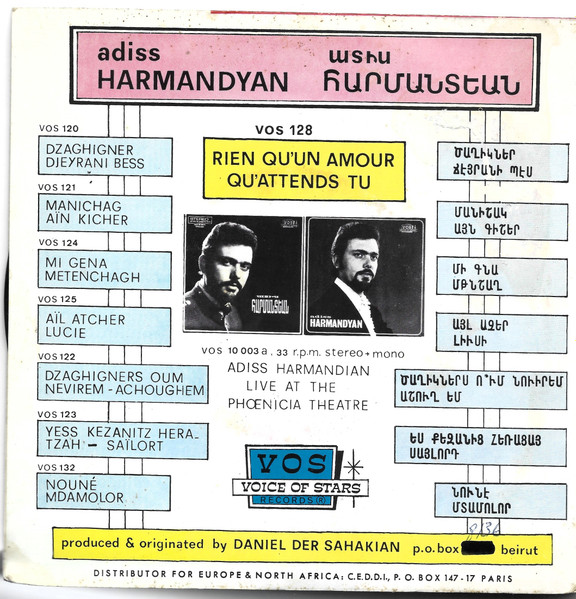 adiss
HARMANDYAN
ատիս
ՀԱՐՄԱՆՏԵԱՆ
VOS 120
DZAGHIGNER
DJEYRANI BESS
VOS 121
MANICHAG
AÏN KICHER
VOS 124
MI GENA
METENCHAGH
VOS 125
AÏL ATCHER
LUCIE
VOS 122
DZAGHIGNERS OUM
NEVIREM - ACHOUGHEM
VOS 123
YESS KEZANITZ HERA-
TZAH – SAÏLORT
VOS 132
NOUNÉ
MDAMOLOR
VOS 128
RIEN QU'UN AMOUR
QU'ATTENDS TU
ՀԱՐՄԱՆՏԵԱՆ
HARMANDYAN
VOS 10 003 a . 33 r.p.m. stereo + mono
ADISS HARMANDIAN
LIVE AT THE
PHŒNICIA THEATRE
VOS
VOICE OF STARS
RECORDS ®
ԾԱՂԻԿՆԵՐ
ՃԷՅՐԱՆԻ ՊԷՍ
ՄԱՆԻՇԱԿ
ԱՅՆ ԳԻՇԵՐ
ՄԻ ԳՆԱ
ՄԹՆՇԱՂ
ԱՅԼ ԱՉԵՐ
ԼԻՒՍԻ
ԾԱՂԻԿՆԵՐՍ Ո՞ՒՄ ՆՈՒԻՐԵՄ
ԱՇՈՒՂ ԵՄ
ԵՍ ՔԵԶԱՆԻՑ ՀԵՌԱՑԱՅ
ՍԱՅԼՈՐԴ
ՆՈՒՆԷ
ՄՏԱՄՈԼՈՐ
8/36
produced & originated by DANIEL DER SAHAKIAN p.o.box beirut
DISTRIBUTOR FOR EUROPE & NORTH AFRICA: C.E.D.D.I., P. O. BOX 147 - 17 PARIS